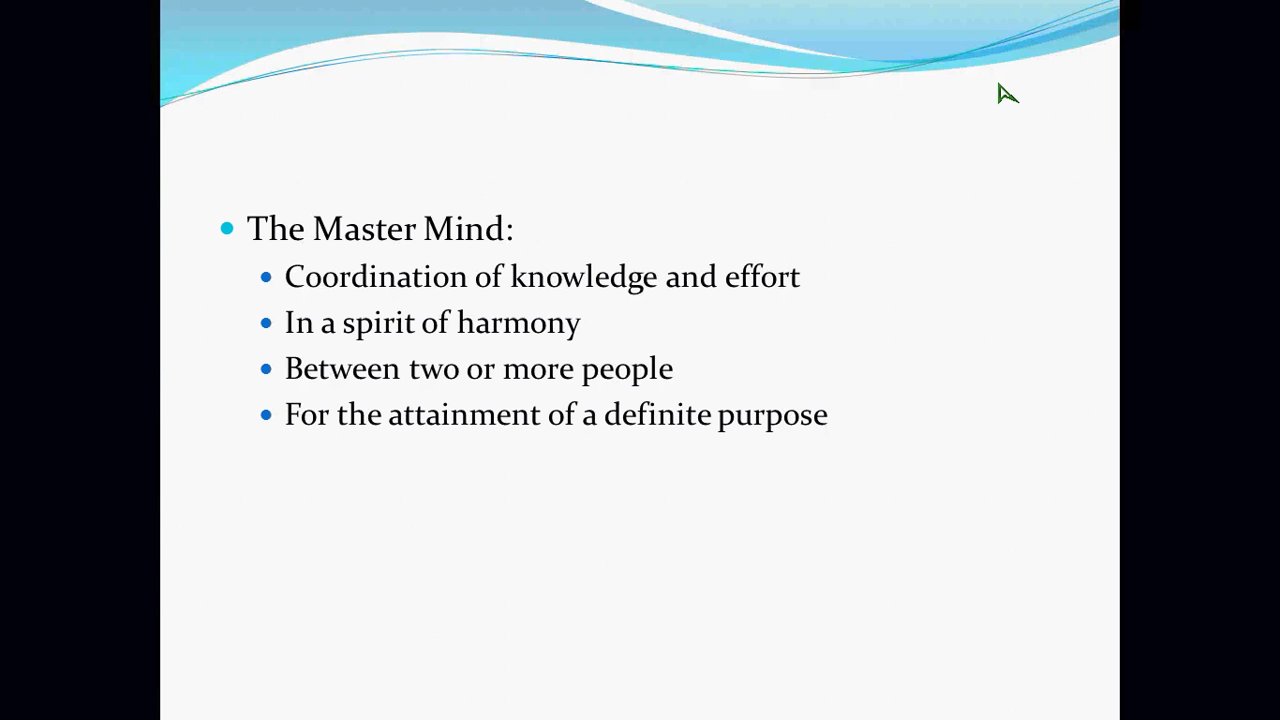 The Master Mind:
Coordination of knowledge and effort
In a spirit of harmony
Between two or more people
For the attainment of a definite purpose